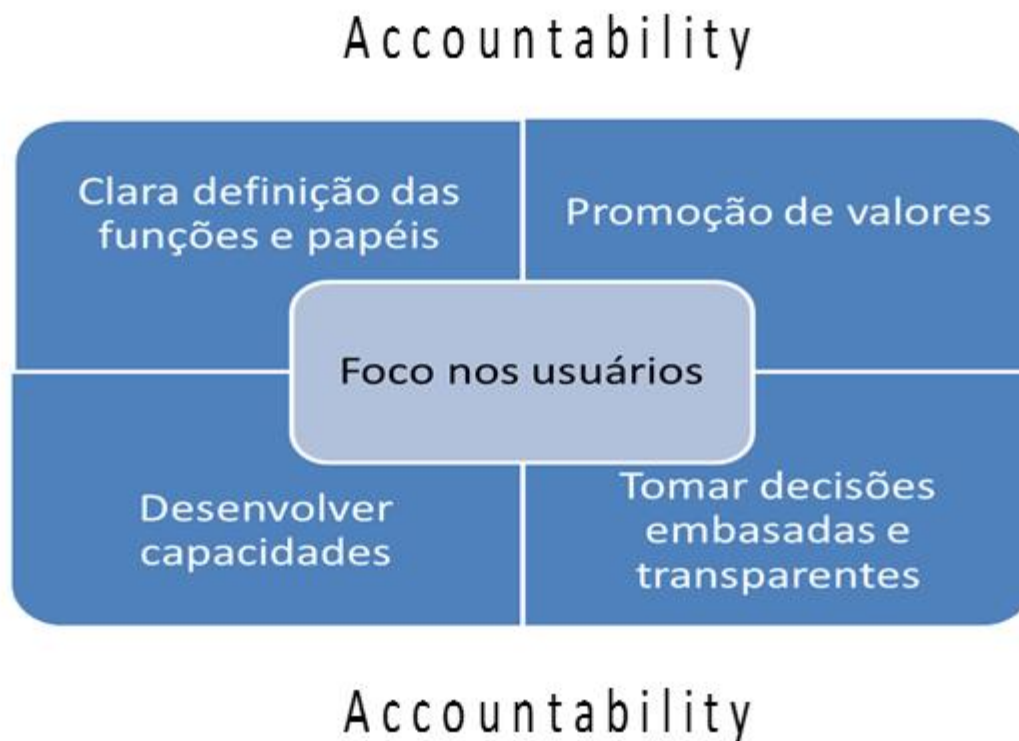 Accountability
Clara definição das
funções e papéis
Promoção de valores
Foco nos usuários
Desenvolver
capacidades
Tomar decisões
embasadas e
transparentes
Accountability